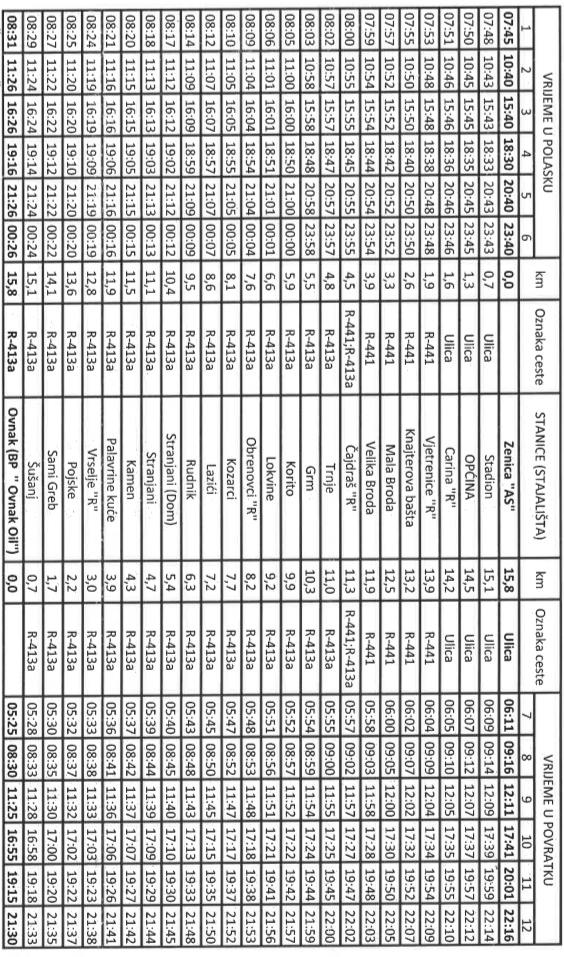 VRIJEME U POLASKU km Oznaka ceste STANICE (STAJALIŠTA) km Oznaka ceste VRIJEME U POVRATKU
1 2 3 4 5 6 7 8 9 10 11 12
07:45 10:40 15:40 18:30 20:40 23:40 0,0 Zenica "AS" 15,8 Ulica 06:11 09:16 12:11 17:41 20:01 22:16
07:48 10:43 15:43 18:33 20:43 23:43 0,7 Ulica Stadion 15,1 Ulica 06:09 09:14 12:09 17:39 19:59 22:14
07:50 10:45 15:45 18:35 20:45 23:45 1,3 Ulica OPĆINA 14,5 Ulica 06:07 09:12 12:07 17:37 19:57 22:12
07:51 10:46 15:46 18:36 20:46 23:46 1,6 Ulica Carina "R" 14,2 Ulica 06:05 09:10 12:05 17:35 19:55 22:10
07:53 10:48 15:48 18:38 20:48 23:48 1,9 R-441 Vjetrenice "R" 13,9 R-441 06:04 09:09 12:04 17:34 19:54 22:09
07:55 10:50 15:50 18:40 20:50 23:50 2,6 R-441 Knajterova bašta 13,2 R-441 06:02 09:07 12:02 17:32 19:52 22:07
07:57 10:52 15:52 18:42 20:52 23:52 3,3 R-441 Mala Broda 12,5 R-441 06:00 09:05 12:00 17:30 19:50 22:05
07:59 10:54 15:54 18:44 20:54 23:54 3,9 R-441 Velika Broda 11,9 R-441 05:58 09:03 11:58 17:28 19:48 22:03
08:00 10:55 15:55 18:45 20:55 23:55 4,5 R-441;R-413a Čajdraš "R" 11,3 R-441;R-413a 05:57 09:02 11:57 17:27 19:47 22:02
08:02 10:57 15:57 18:47 20:57 23:57 4,8 R-413a Trnje 11,0 R-413a 05:55 09:00 11:55 17:25 19:45 22:00
08:03 10:58 15:58 18:48 20:58 23:58 5,5 R-413a Grm 10,3 R-413a 05:54 08:59 11:54 17:24 19:44 21:59
08:05 11:00 16:00 18:50 21:00 00:00 5,9 R-413a Korito 9,9 R-413a 05:52 08:57 11:52 17:22 19:42 21:57
08:06 11:01 16:01 18:51 21:01 00:01 6,6 R-413a Lokvine 9,2 R-413a 05:51 08:56 11:51 17:21 19:41 21:56
08:09 11:04 16:04 18:54 21:04 00:04 7,6 R-413a Obrenovci "R" 8,2 R-413a 05:48 08:53 11:48 17:18 19:38 21:53
08:10 11:05 16:05 18:55 21:05 00:05 8,1 R-413a Kozarci 7,7 R-413a 05:47 08:52 11:47 17:17 19:37 21:52
08:12 11:07 16:07 18:57 21:07 00:07 8,6 R-413a Lazići 7,2 R-413a 05:45 08:50 11:45 17:15 19:35 21:50
08:14 11:09 16:09 18:59 21:09 00:09 9,5 R-413a Rudnik 6,3 R-413a 05:43 08:48 11:43 17:13 19:33 21:48
08:17 11:12 16:12 19:02 21:12 00:12 10,4 R-413a Stranjani (Dom) 5,4 R-413a 05:40 08:45 11:40 17:10 19:30 21:45
08:18 11:13 16:13 19:03 21:13 00:13 11,1 R-413a Stranjani 4,7 R-413a 05:39 08:44 11:39 17:09 19:29 21:44
08:20 11:15 16:15 19:05 21:15 00:15 11,5 R-413a Kamen 4,3 R-413a 05:37 08:42 11:37 17:07 19:27 21:42
08:21 11:16 16:16 19:06 21:16 00:16 11,9 R-413a Palavrine kuće 3,9 R-413a 05:36 08:41 11:36 17:06 19:26 21:41
08:24 11:19 16:19 19:09 21:19 00:19 12,8 R-413a Vrselje "R" 3,0 R-413a 05:33 08:38 11:33 17:03 19:23 21:38
08:25 11:20 16:20 19:10 21:20 00:20 13,6 R-413a Pojske 2,2 R-413a 05:32 08:37 11:32 17:02 19:22 21:37
08:27 11:22 16:22 19:12 21:22 00:22 14,1 R-413a Sami Greb 1,7 R-413a 05:30 08:35 11:30 17:00 19:20 21:35
08:29 11:24 16:24 19:14 21:24 00:24 15,1 R-413a Šušanj 0,7 R-413a 05:28 08:33 11:28 16:58 19:18 21:33
08:31 11:26 16:26 19:16 21:26 00:26 15,8 R-413a Ovnak (BP " Ovnak Oil") 0,0 05:25 08:30 11:25 16:55 19:15 21:30